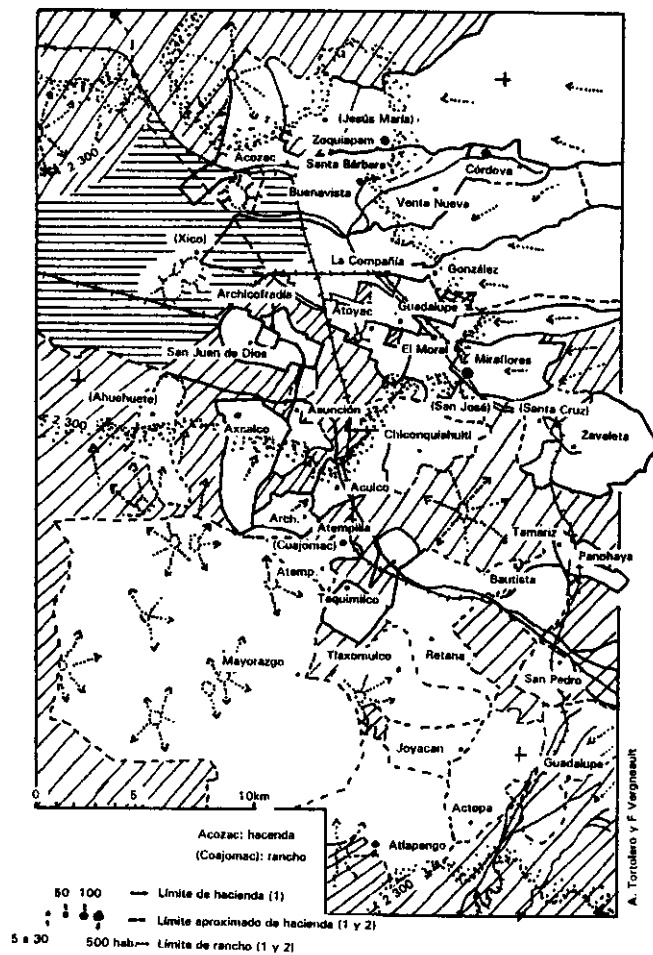 (Jesús María)
Zoquiapam
Acozac
Santa Bárbara
Córdova
2 300
Buenavista
Venta Nueva
(Xico)
La Compañía
González
Archicofradía
Atoyac
Guadalupe
San Juan de Dios
El Moral
Miraflores
(Ahuehuete)
(San José)
(Santa Cruz)
2 300
Axalco
Asunción
Chiconquiahuitl
Zavaleta
Aculco
Arch.
Atempilla
(Cuajomac)
Tamariz
Panohaya
Atemp.
Bautista
Tequimilco
Mayorazgo
Tlaxomulco
Retana
San Pedro
Joyacan
Guadalupe
0 5 10km
Actopa
Acozac: hacenda
(Coajomac): rancho
Atlapango
2 300
A. Tortolero y F Vergneault
50 100
Límite de hacienda (1)
Límite aproximado de hacienda (1 y 2)
5 a 30 500 hab. Límite de rancho (1 y 2)